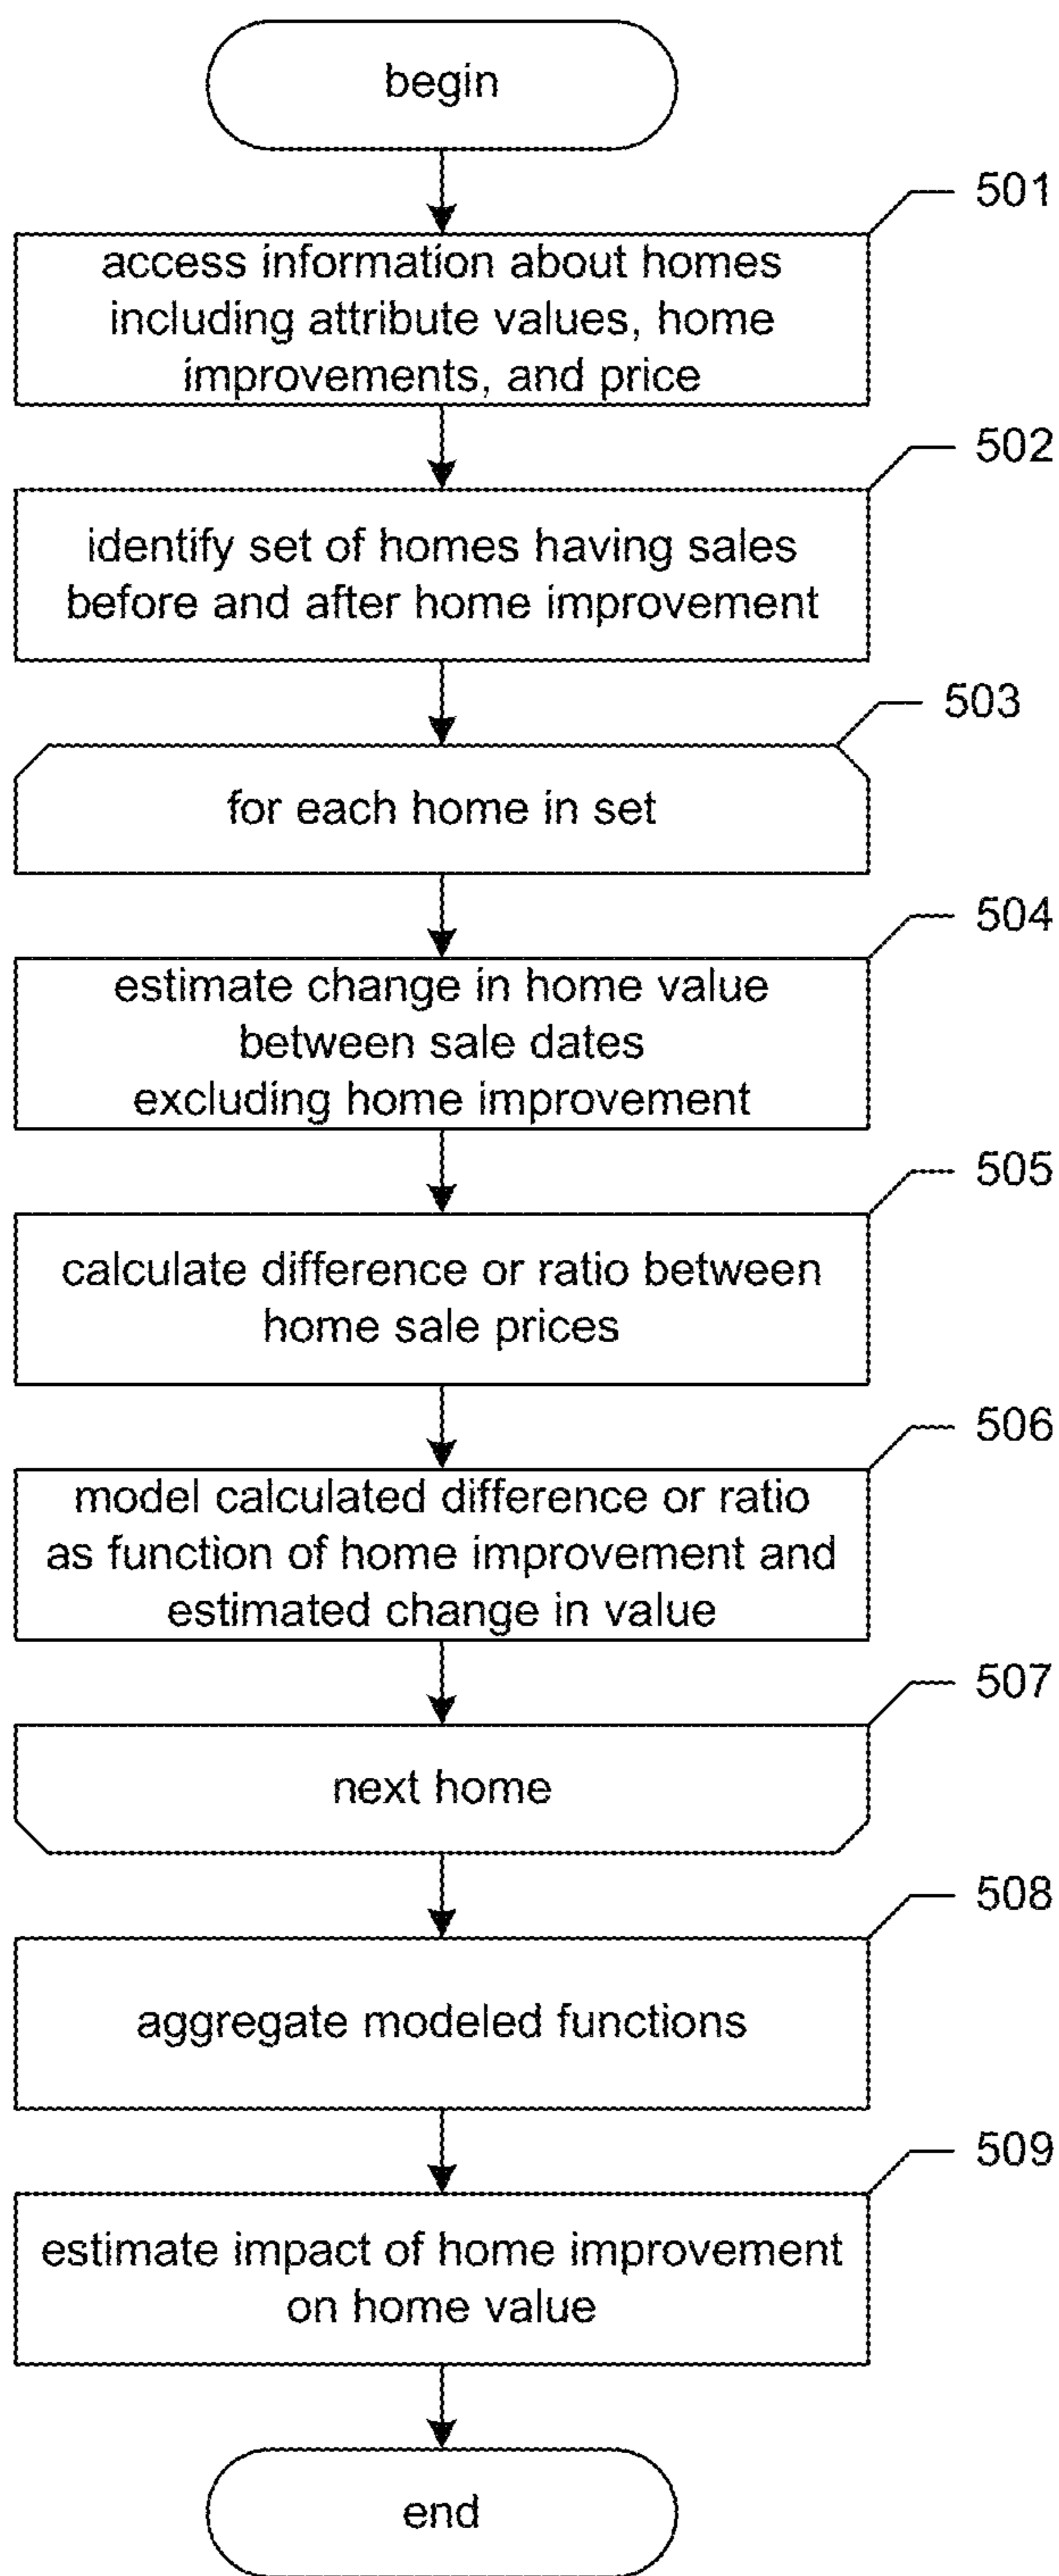 begin
501
access information about homes
including attribute values, home
improvements, and price
502
identify set of homes having sales
before and after home improvement
503
for each home in set
504
estimate change in home value
between sale dates
excluding home improvement
505
calculate difference or ratio between
home sale prices
506
model calculated difference or ratio
as function of home improvement and
estimated change in value
507
next home
508
aggregate modeled functions
509
estimate impact of home improvement
on home value
end